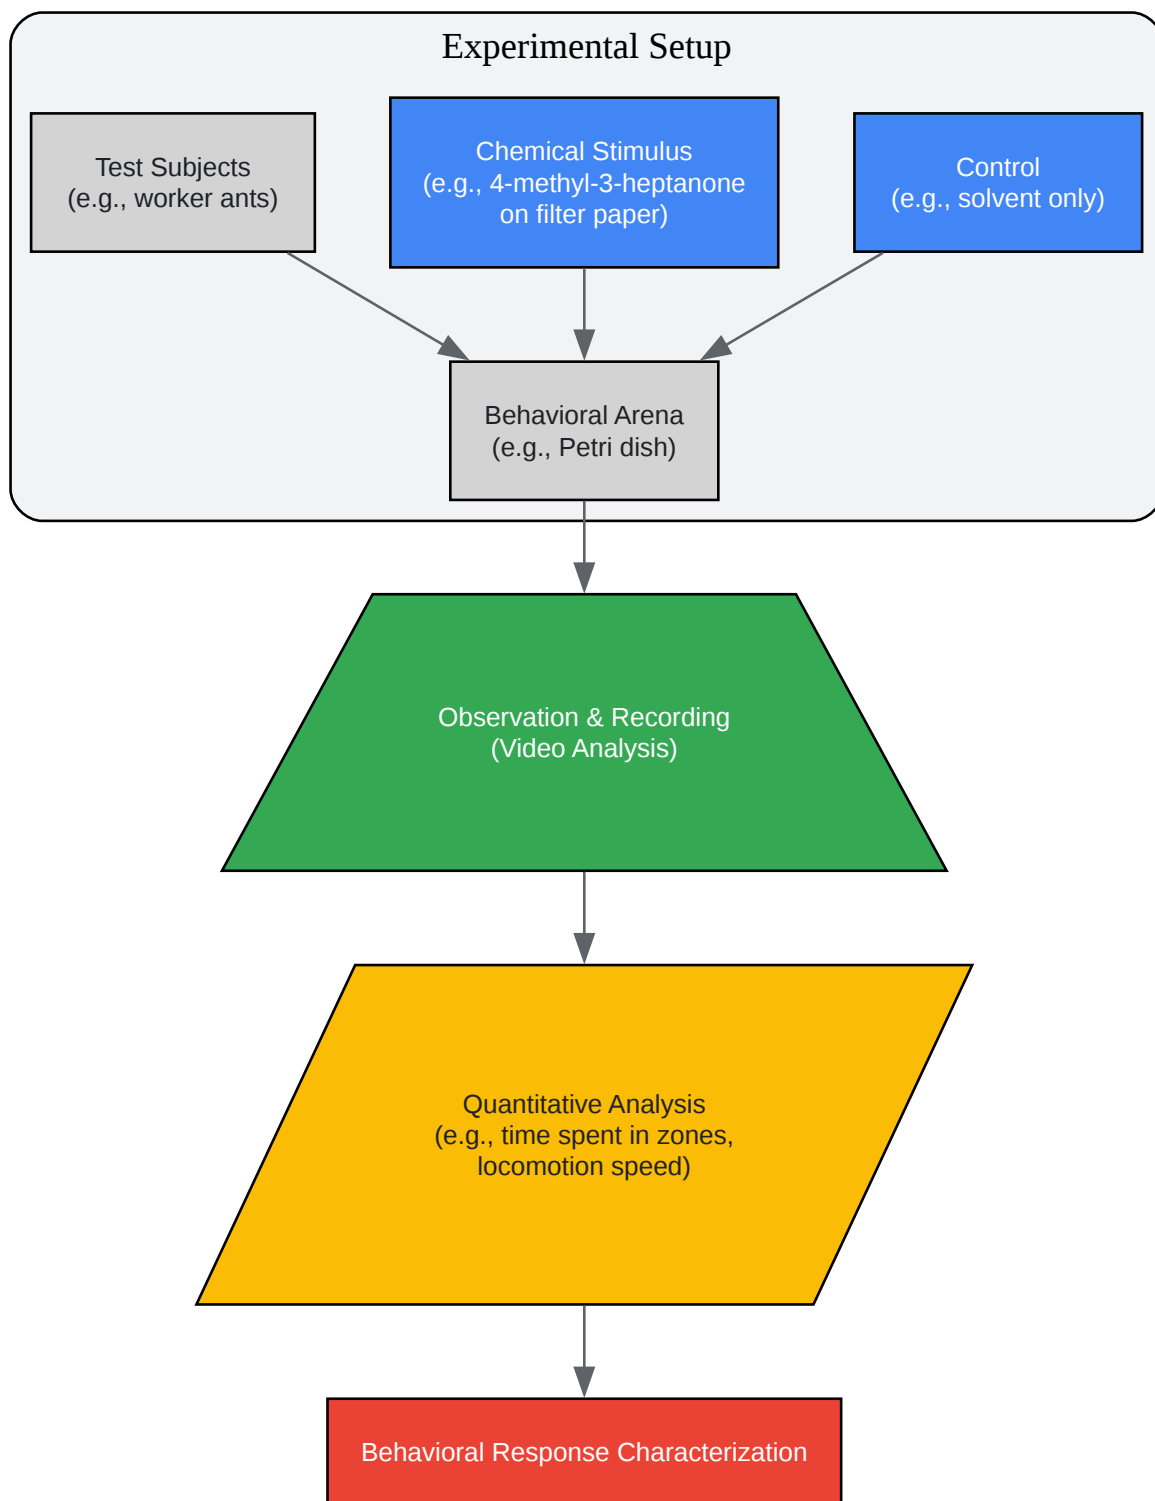 Experimental Setup
Test Subjects
(e.g., worker ants)
Chemical Stimulus
(e.g., 4-methyl-3-heptanone
on filter paper)
Control
(e.g., solvent only)
Behavioral Arena
(e.g., Petri dish)
Observation & Recording
(Video Analysis)
Quantitative Analysis
(e.g., time spent in zones,
locomotion speed)
Behavioral Response Characterization